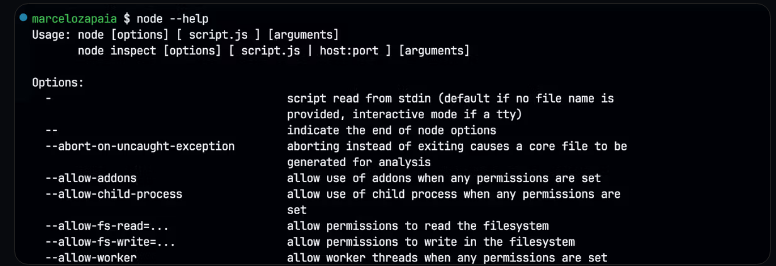 marcelozapaia $ node --help
Usage: node [options] [ script.js ] [arguments]
node inspect [options] [ script.js | host:port ] [arguments]
Options:
- script read from stdin (default if no file name is
provided, interactive mode if a tty)
-- indicate the end of node options
--abort-on-uncaught-exception aborting instead of exiting causes a core file to be
generated for analysis
--allow-addons allow use of addons when any permissions are set
--allow-child-process allow use of child process when any permissions are
set
--allow-fs-read=... allow permissions to read the filesystem
--allow-fs-write=... allow permissions to write in the filesystem
--allow-worker allow worker threads when any permissions are set